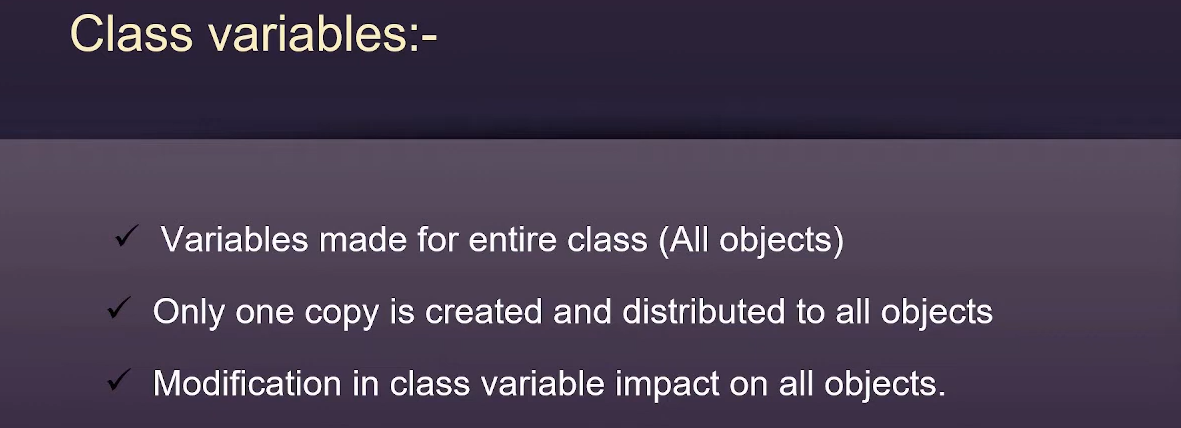 Class variables:-
✓ Variables made for entire class (All objects)
✓ Only one copy is created and distributed to all objects
✓ Modification in class variable impact on all objects.